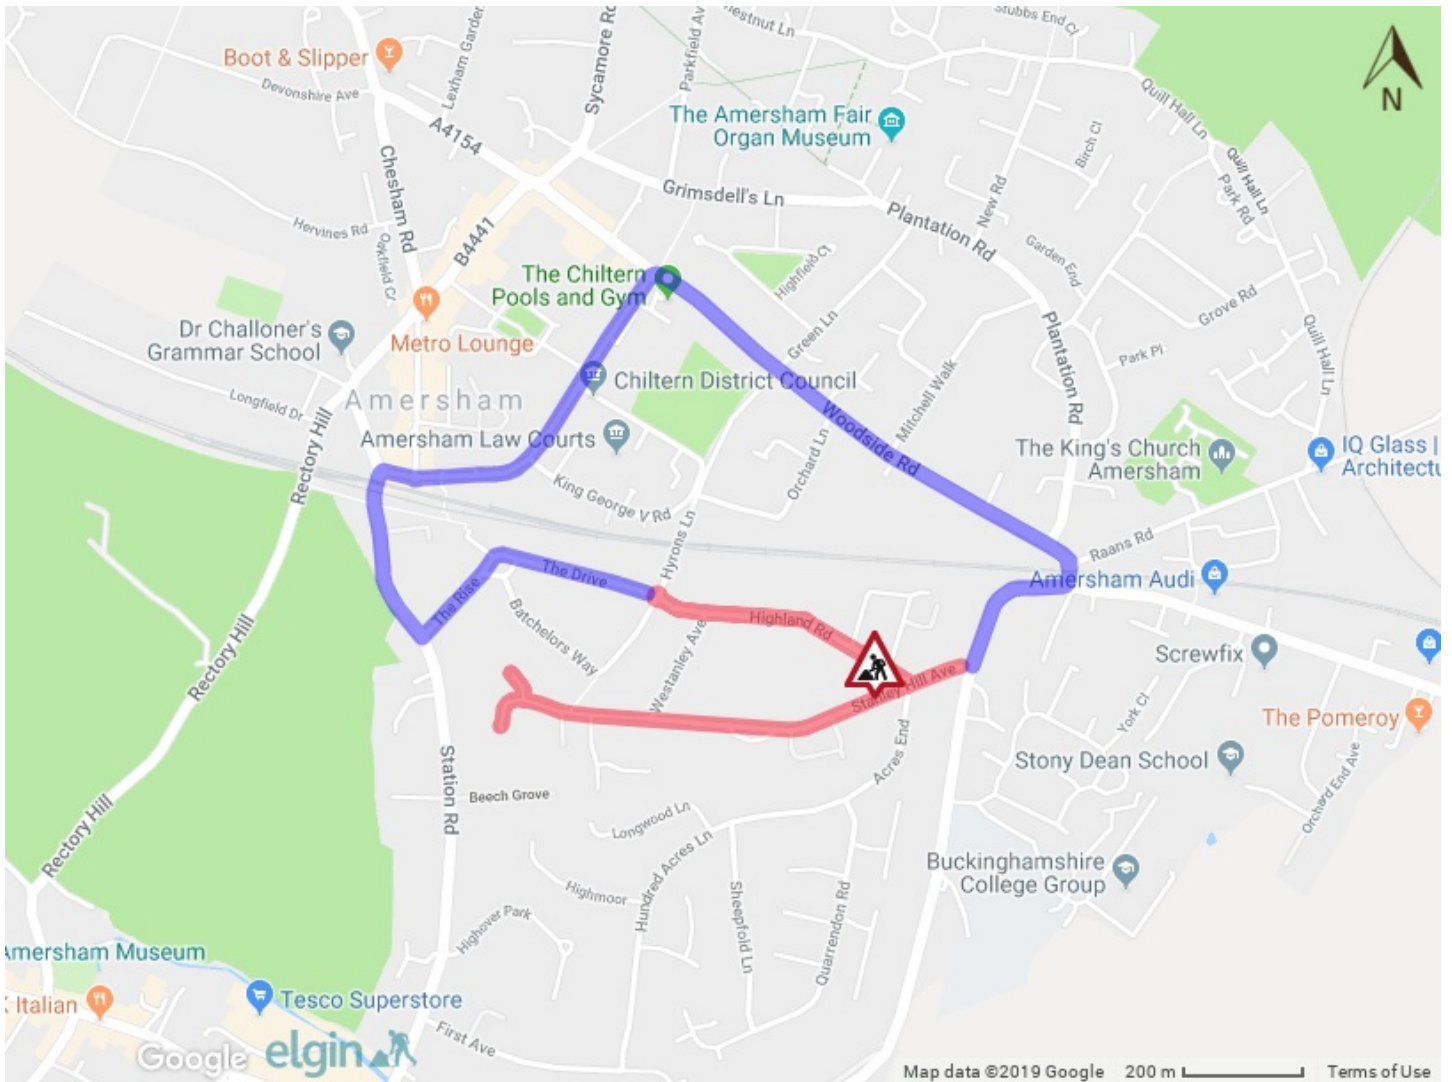 Chestnut Ln
Stubbs End Cl
Boot & Slipper
Devonshire Ave
Lexham Gardens
Sycamore Rd
Parkfield Av
A4154
The Amersham Fair
Organ Museum
Quill Hall Ln
Birch Cl
Quill Hall Ln
Park Rd
N
Chesham Rd
Grimsdell's Ln
Plantation Rd
New Rd
Hervines Rd
Oakfield Cl
B4441
Garden End
The Chiltern
Pools and Gym
Highfield Cl
Green Ln
Grove Rd
Plantation Rd
Park Pl
Quill Hall Ln
Dr Challoner's
Grammar School
Metro Lounge
Longfield Dr
Amersham
Chiltern District Council
Mitchell Walk
Woodside Rd
Amersham Law Courts
Orchard Ln
The King's Church
Amersham
IQ Glass |
Architectu
Rectory Hill
King George V Rd
Hyrons Ln
Raans Rd
Amersham Audi
The Drive
The Rise
Batchelors Way
Highland Rd
Westanley Ave
Stanley Hill Ave
Rectory Hill
Screwfix
York Cl
The Pomeroy
Stony Dean School
Acres End
Orchard End Ave
Station Rd
Beech Grove
Longwood Ln
Hundred Acres Ln
Rectory Hill
Buckinghamshire
College Group
Highmoor
Highover Park
Sheepfold Ln
Quarrendon Rd
Amersham Museum
Italian
Tesco Superstore
First Ave
Google
elgin
Map data ©2019 Google
200 m
Terms of Use